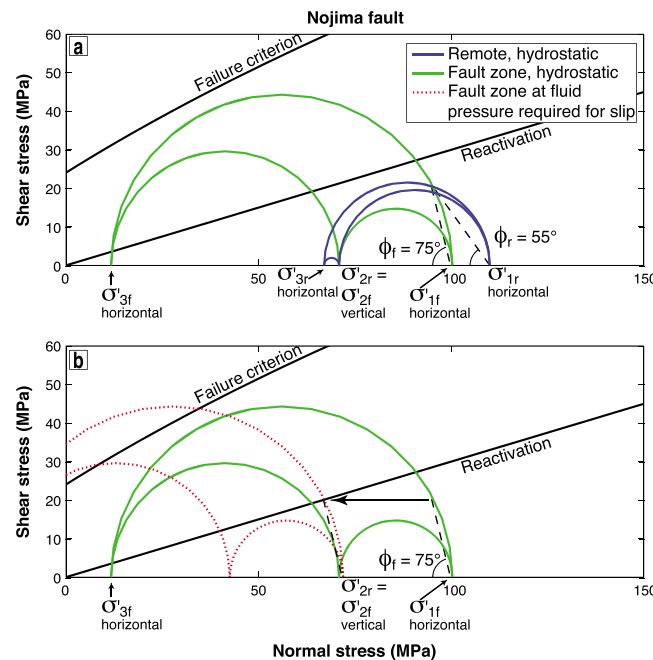 Nojima fault
a
Failure criterion
Remote, hydrostatic
Fault zone, hydrostatic
Fault zone at fluid
pressure required for slip
Reactivation
Shear stress (MPa)
60
50
40
30
20
10
0
ϕf = 75°
ϕr = 55°
0
50
100
150
σ'3f
horizontal
σ'3r
horizontal
σ'2r =
σ'2f
vertical
σ'1f
horizontal
σ'1r
horizontal
b
Failure criterion
Reactivation
Shear stress (MPa)
60
50
40
30
20
10
0
ϕf = 75°
0
50
100
150
σ'3f
horizontal
σ'2r =
σ'2f
vertical
σ'1f
horizontal
Normal stress (MPa)